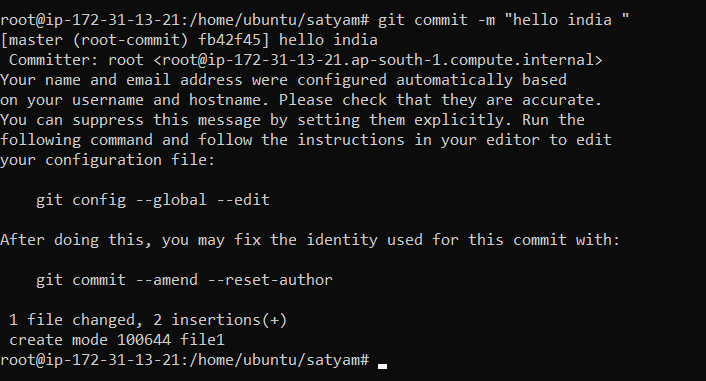 root@ip-172-31-13-21:/home/ubuntu/satyam# git commit -m "hello india "
[master (root-commit) fb42f45] hello india
 Committer: root <root@ip-172-31-13-21.ap-south-1.compute.internal>
Your name and email address were configured automatically based
on your username and hostname. Please check that they are accurate.
You can suppress this message by setting them explicitly. Run the
following command and follow the instructions in your editor to edit
your configuration file:

    git config --global --edit

After doing this, you may fix the identity used for this commit with:

    git commit --amend --reset-author

 1 file changed, 2 insertions(+)
 create mode 100644 file1
root@ip-172-31-13-21:/home/ubuntu/satyam#